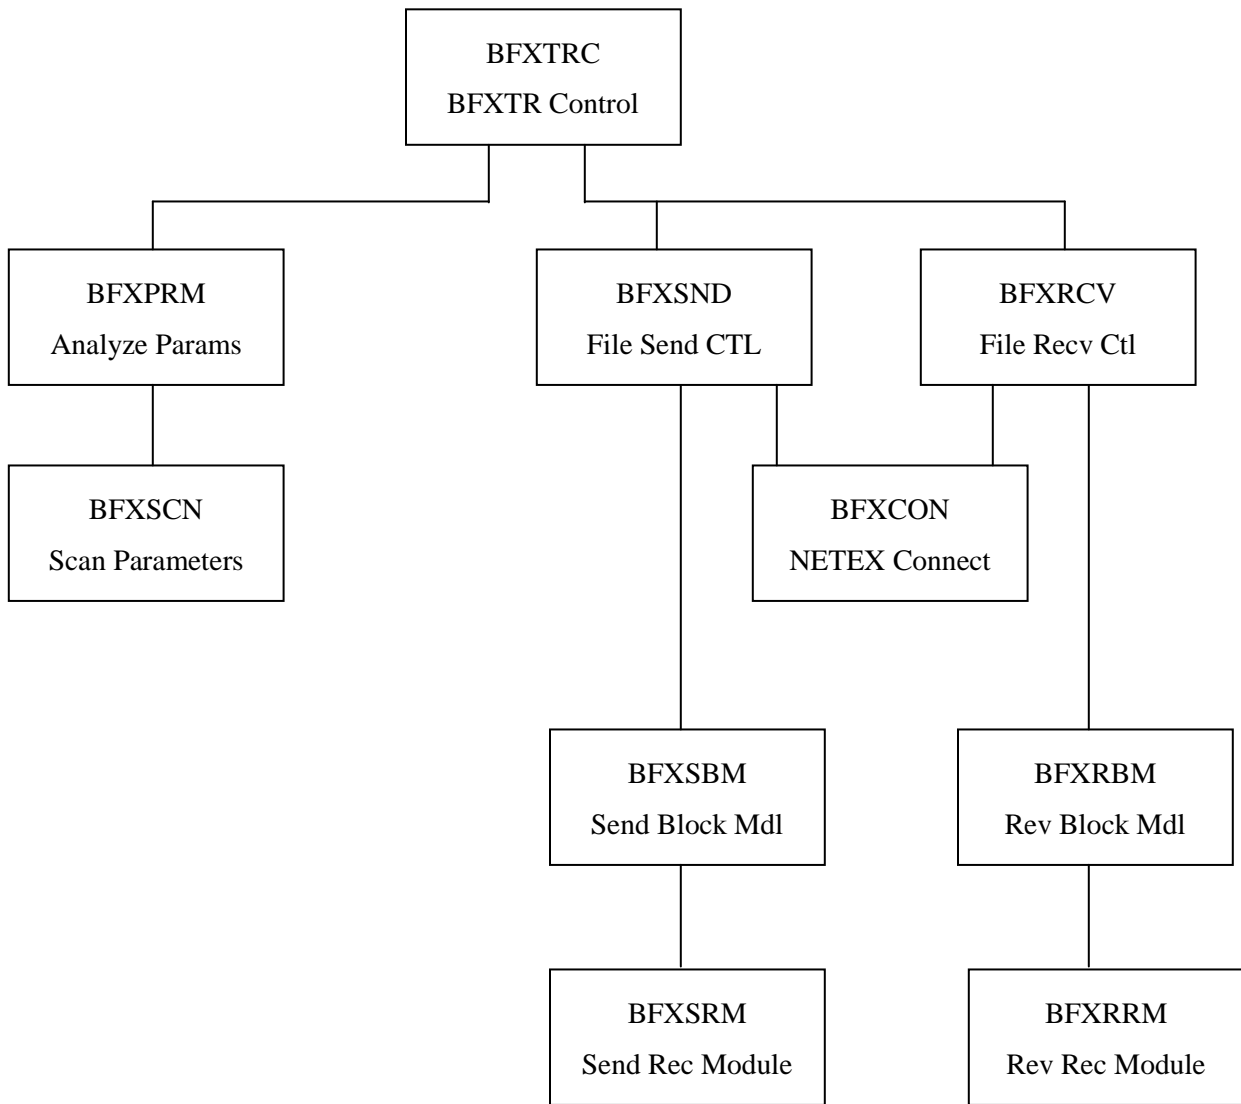 BFXTRC
BFXTR Control
BFXPRM
Analyze Params
BFXSND
File Send CTL
BFXRCV
File Recv Ctl
BFXSCN
Scan Parameters
BFXCON
NETEX Connect
BFXSBM
Send Block Mdl
BFXRBM
Rev Block Mdl
BFXSRM
Send Rec Module
BFXRRM
Rev Rec Module